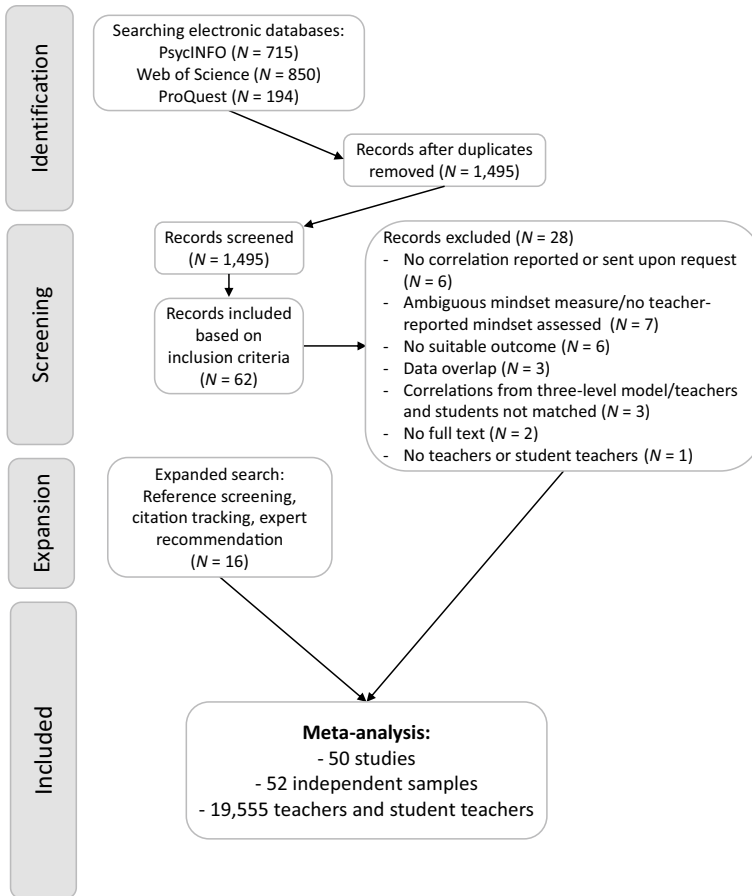 Identification
Searching electronic databases:
PsycINFO (N = 715)
Web of Science (N = 850)
ProQuest (N = 194)
Records after duplicates
removed (N = 1,495)
Screening
Records screened
(N = 1,495)
Records included
based on
inclusion criteria
(N = 62)
Records excluded (N = 28)
- No correlation reported or sent upon request
(N = 6)
- Ambiguous mindset measure/no teacher-
reported mindset assessed (N = 7)
- No suitable outcome (N = 6)
- Data overlap (N = 3)
- Correlations from three-level model/teachers
and students not matched (N = 3)
- No full text (N = 2)
- No teachers or student teachers (N = 1)
Expansion
Expanded search:
Reference screening,
citation tracking, expert
recommendation
(N = 16)
Included
Meta-analysis:
- 50 studies
- 52 independent samples
- 19,555 teachers and student teachers